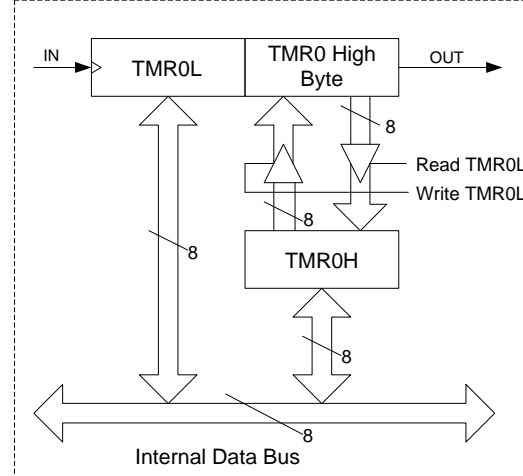 IN
TMR0L
TMR0 High
Byte
OUT
8
Read TMR0L
Write TMR0L
8
8
TMR0H
8
8
Internal Data Bus